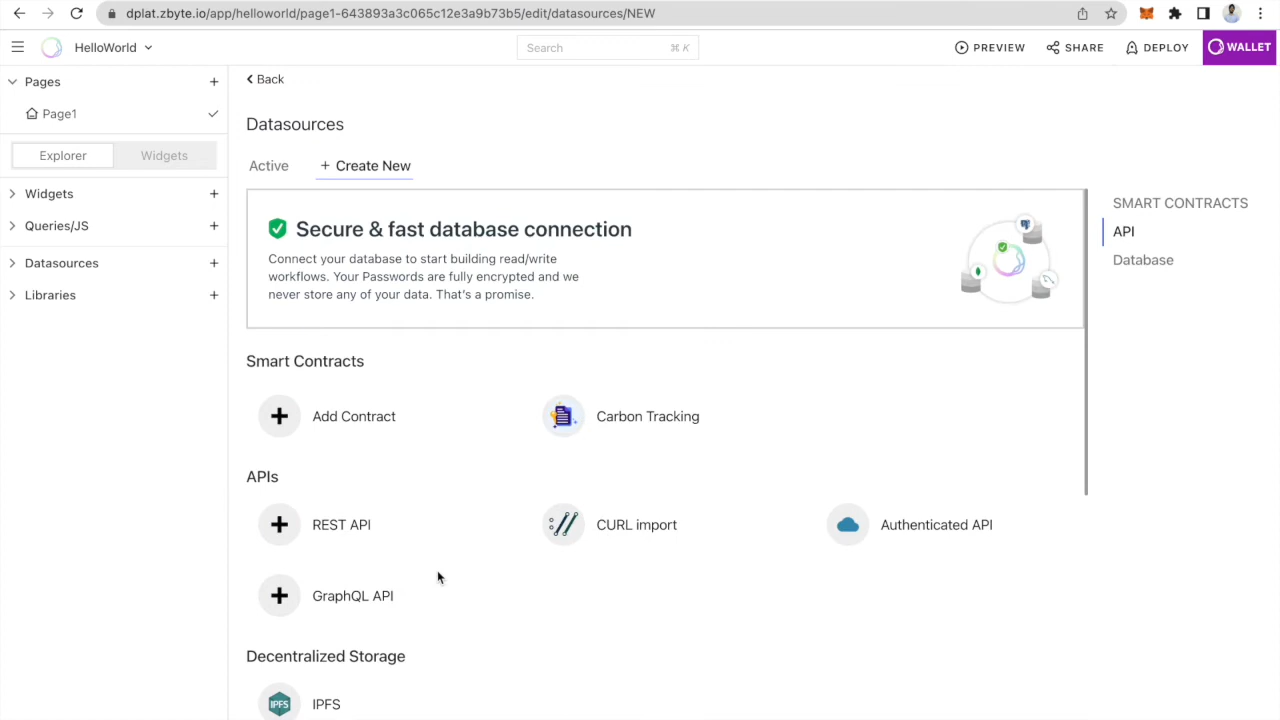 dplat.zbyte.io/app/helloworld/page1-643893a3c065c12e3a9b73b5/edit/datasources/NEW
HelloWorld
Search
⌘ K
PREVIEW
SHARE
DEPLOY
WALLET
Pages
Page1
Explorer
Widgets
Widgets
Queries/JS
Datasources
Libraries
Back
Datasources
Active
+ Create New
Secure & fast database connection
Connect your database to start building read/write
workflows. Your Passwords are fully encrypted and we
never store any of your data. That's a promise.
SMART CONTRACTS
API
Database
Smart Contracts
Add Contract
Carbon Tracking
APIs
REST API
CURL import
Authenticated API
GraphQL API
Decentralized Storage
IPFS
IPFS